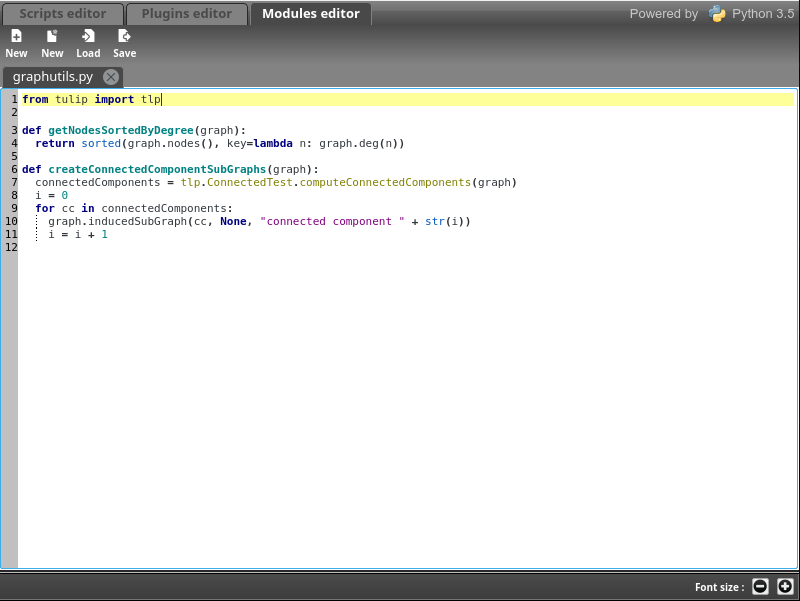 Scripts editor Plugins editor Modules editor Powered by Python 3.5
New New Load Save
graphutils.py
1 from tulip import tlp
2
3 def getNodesSortedByDegree(graph):
4   return sorted(graph.nodes(), key=lambda n: graph.deg(n))
5
6 def createConnectedComponentSubGraphs(graph):
7   connectedComponents = tlp.ConnectedTest.computeConnectedComponents(graph)
8   i = 0
9   for cc in connectedComponents:
10     graph.inducedSubGraph(cc, None, "connected component " + str(i))
11     i = i + 1
12
Font size :